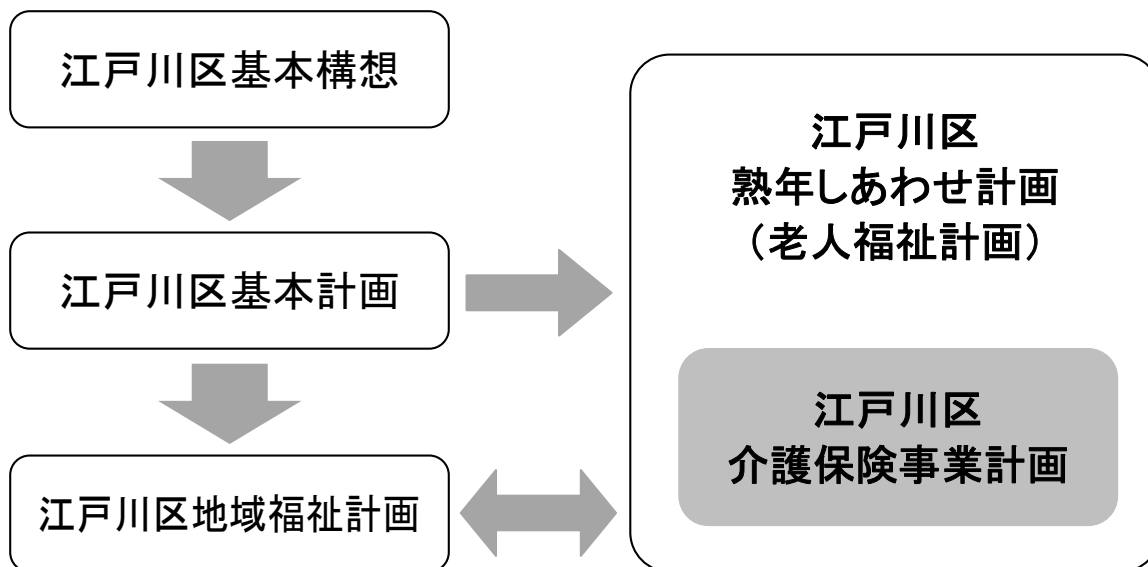 江戸川区基本構想
江戸川区基本計画
江戸川区地域福祉計画
江戸川区
熟年しあわせ計画
（老人福祉計画）
江戸川区
介護保険事業計画